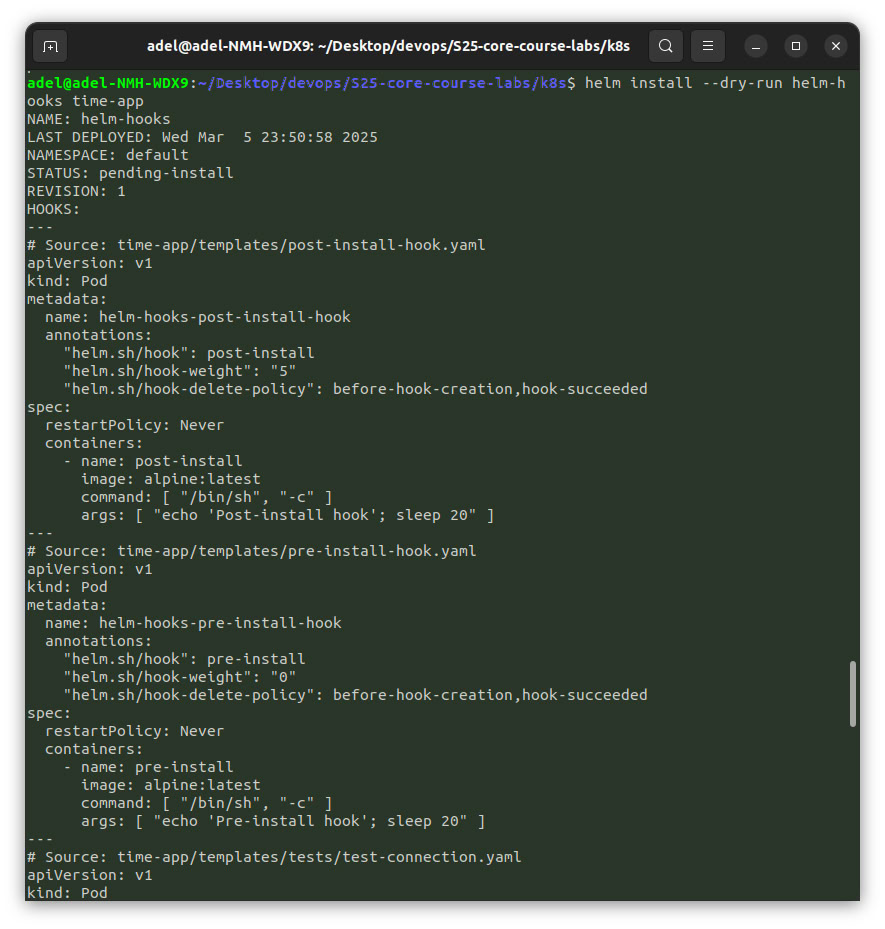 adel@adel-NMH-WDX9: ~/Desktop/devops/S25-core-course-labs/k8s
adel@adel-NMH-WDX9:~/Desktop/devops/S25-core-course-labs/k8s$ helm install --dry-run helm-h
ooks time-app
NAME: helm-hooks
LAST DEPLOYED: Wed Mar  5 23:50:58 2025
NAMESPACE: default
STATUS: pending-install
REVISION: 1
HOOKS:
---
# Source: time-app/templates/post-install-hook.yaml
apiVersion: v1
kind: Pod
metadata:
  name: helm-hooks-post-install-hook
  annotations:
    "helm.sh/hook": post-install
    "helm.sh/hook-weight": "5"
    "helm.sh/hook-delete-policy": before-hook-creation,hook-succeeded
spec:
  restartPolicy: Never
  containers:
    - name: post-install
      image: alpine:latest
      command: [ "/bin/sh", "-c" ]
      args: [ "echo 'Post-install hook'; sleep 20" ]
---
# Source: time-app/templates/pre-install-hook.yaml
apiVersion: v1
kind: Pod
metadata:
  name: helm-hooks-pre-install-hook
  annotations:
    "helm.sh/hook": pre-install
    "helm.sh/hook-weight": "0"
    "helm.sh/hook-delete-policy": before-hook-creation,hook-succeeded
spec:
  restartPolicy: Never
  containers:
    - name: pre-install
      image: alpine:latest
      command: [ "/bin/sh", "-c" ]
      args: [ "echo 'Pre-install hook'; sleep 20" ]
---
# Source: time-app/templates/tests/test-connection.yaml
apiVersion: v1
kind: Pod